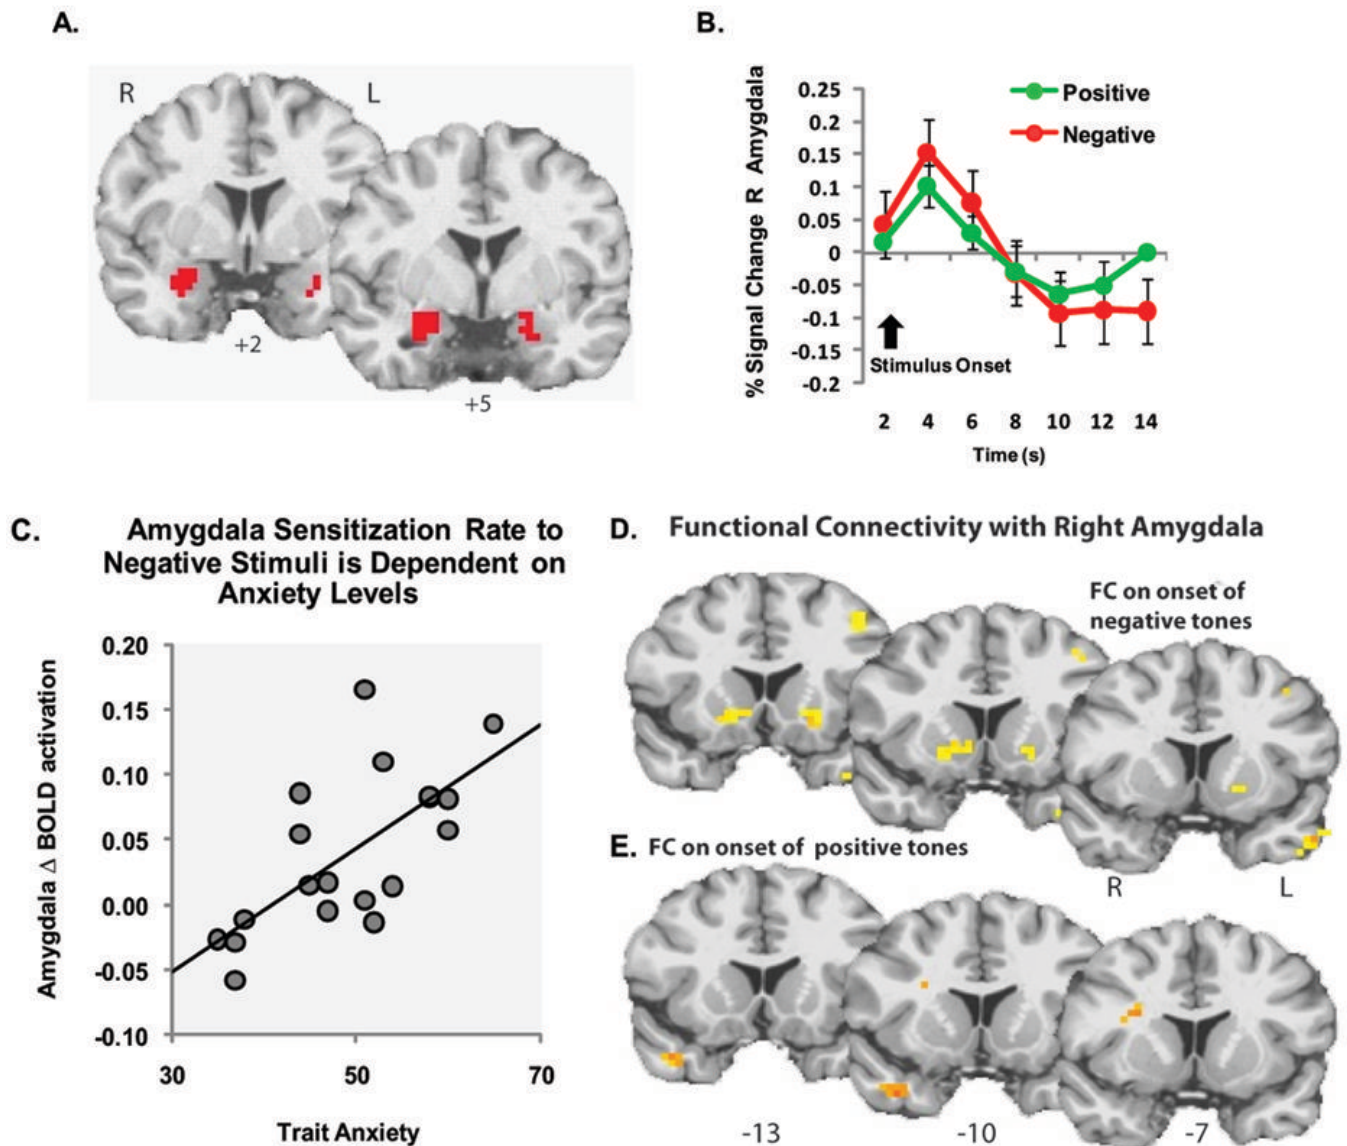 A.
R
L
+2
+5
B.
% Signal Change R Amygdala
0.25
0.2
0.15
0.1
0.05
0
-0.05
-0.1
-0.15
-0.2
Positive
Negative
Stimulus Onset
2 4 6 8 10 12 14
Time (s)
C.
Amygdala Sensitization Rate to
Negative Stimuli is Dependent on
Anxiety Levels
Amygdala Δ BOLD activation
0.20
0.15
0.10
0.05
0.00
-0.05
-0.10
30 50 70
Trait Anxiety
D. Functional Connectivity with Right Amygdala
FC on onset of
negative tones
R L
E. FC on onset of positive tones
-13 -10 -7